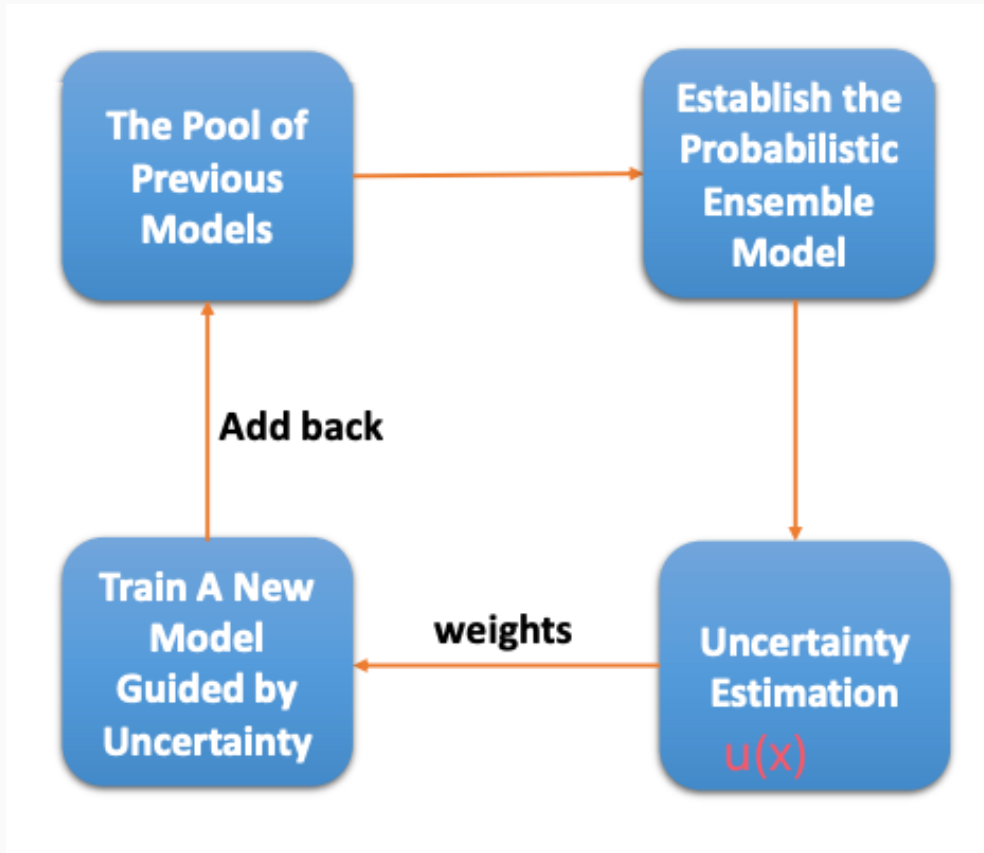 The Pool of
Previous
Models
Establish the
Probabilistic
Ensemble
Model
Add back
Train A New
Model
Guided by
Uncertainty
weights
Uncertainty
Estimation
u(x)